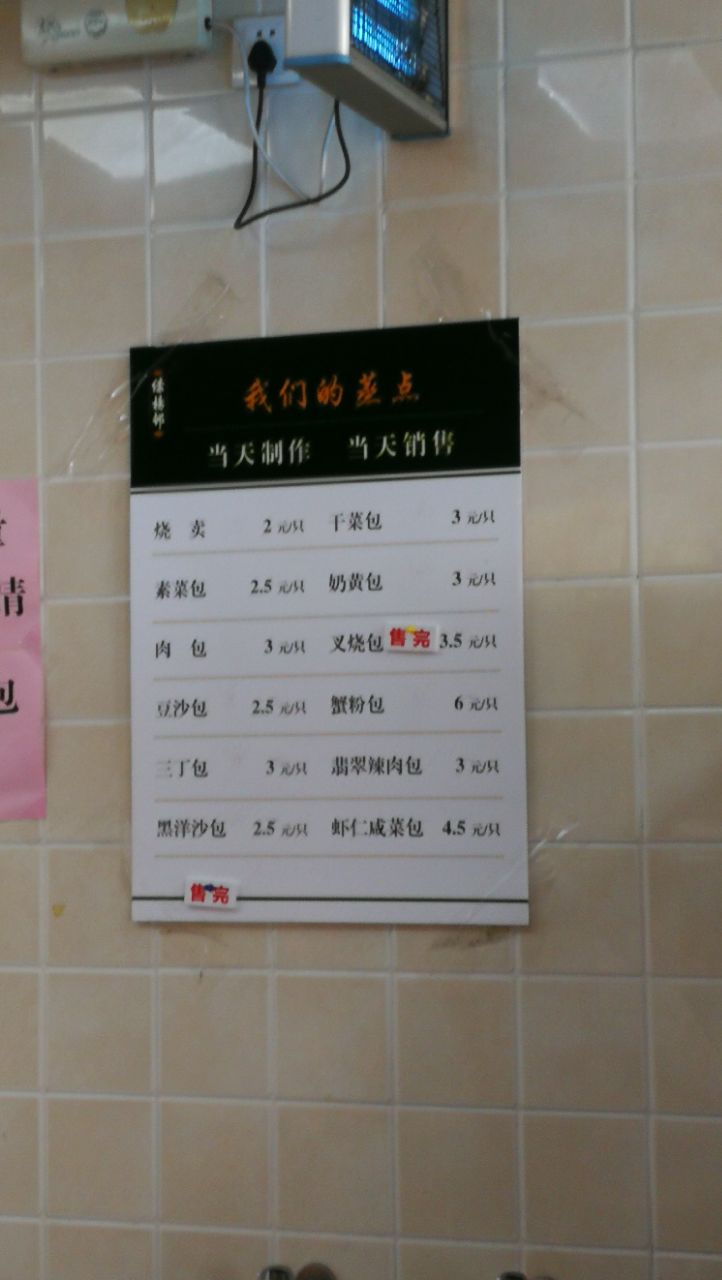 我们的蒸点
当天制作 当天销售
烧卖 2元/只 干菜包 3元/只
素菜包 2.5元/只 奶黄包 3元/只
肉包 3元/只 叉烧包 售完 3.5元/只
豆沙包 2.5元/只 蟹粉包 6元/只
三丁包 3元/只 翡翠辣肉包 3元/只
黑洋沙包 2.5元/只 虾仁咸菜包 4.5元/只
售完
包